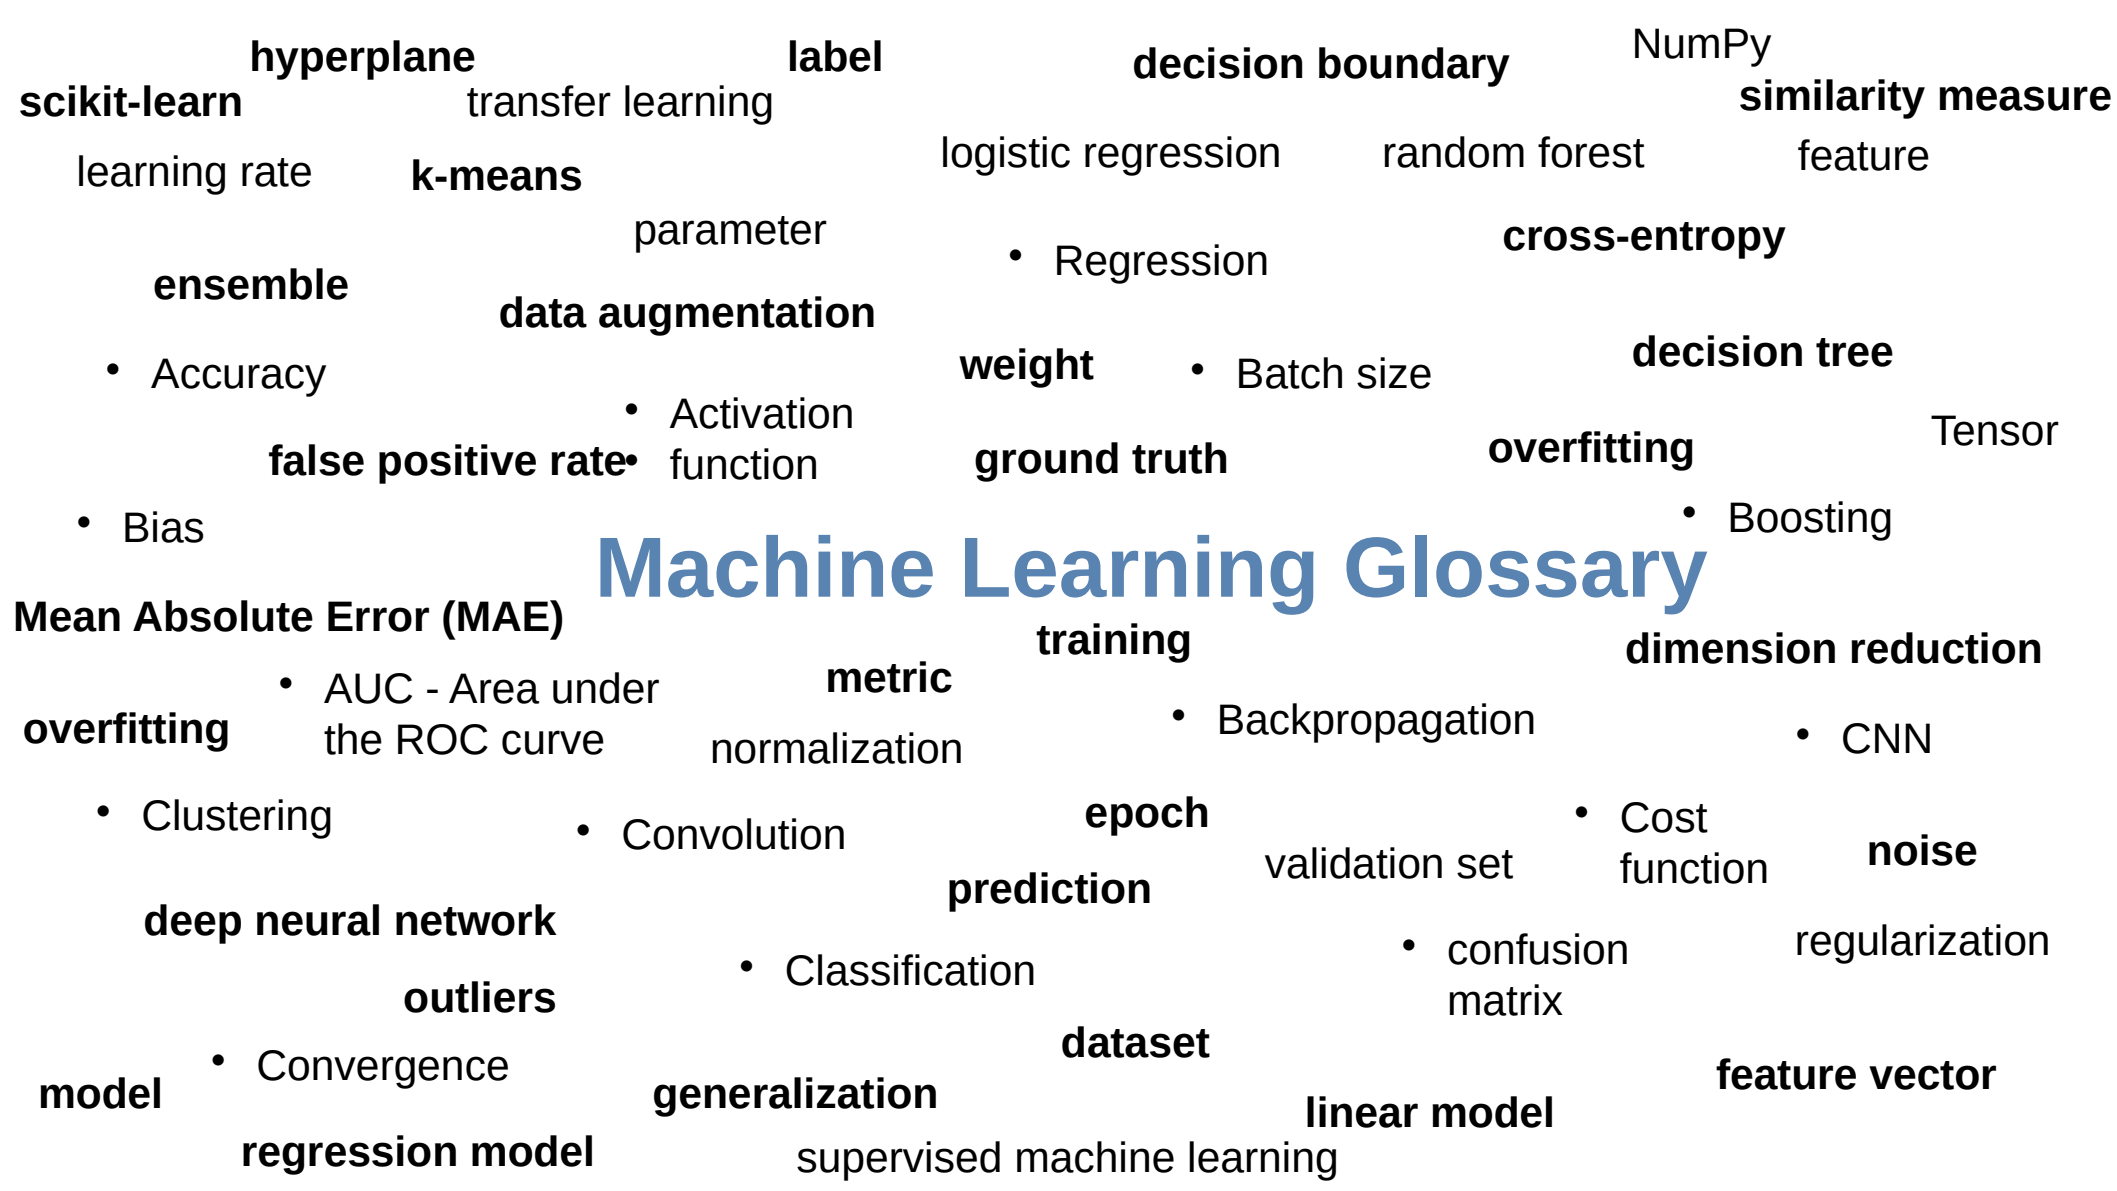 hyperplane
label
decision boundary
NumPy
scikit-learn
transfer learning
similarity measure
learning rate
k-means
logistic regression
random forest
feature
parameter
• Regression
cross-entropy
ensemble
data augmentation
• Accuracy
weight
• Batch size
decision tree
• Activation
• function
false positive rate
ground truth
overfitting
Tensor
• Bias
• Boosting
Machine Learning Glossary
Mean Absolute Error (MAE)
training
dimension reduction
metric
• AUC - Area under
the ROC curve
overfitting
normalization
• Backpropagation
• CNN
• Clustering
• Convolution
epoch
• Cost
function
validation set
noise
prediction
deep neural network
• confusion
matrix
regularization
• Classification
outliers
dataset
• Convergence
model
generalization
feature vector
linear model
regression model
supervised machine learning